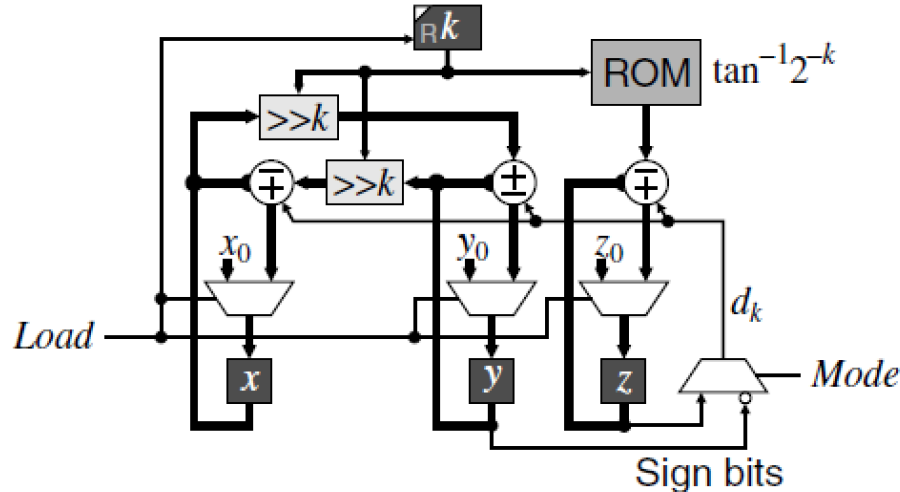 R k
ROM tan⁻¹2⁻ᵏ
>>k
∓ >>k ± ∓
x₀ y₀ z₀
dₖ
Load
x y z Mode
Sign bits